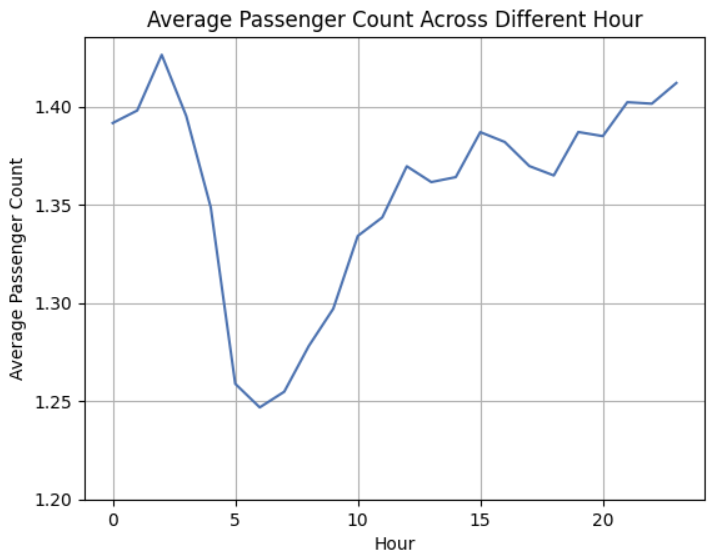 Average Passenger Count Across Different Hour
Average Passenger Count
1.40
1.35
1.30
1.25
1.20
0 5 10 15 20
Hour